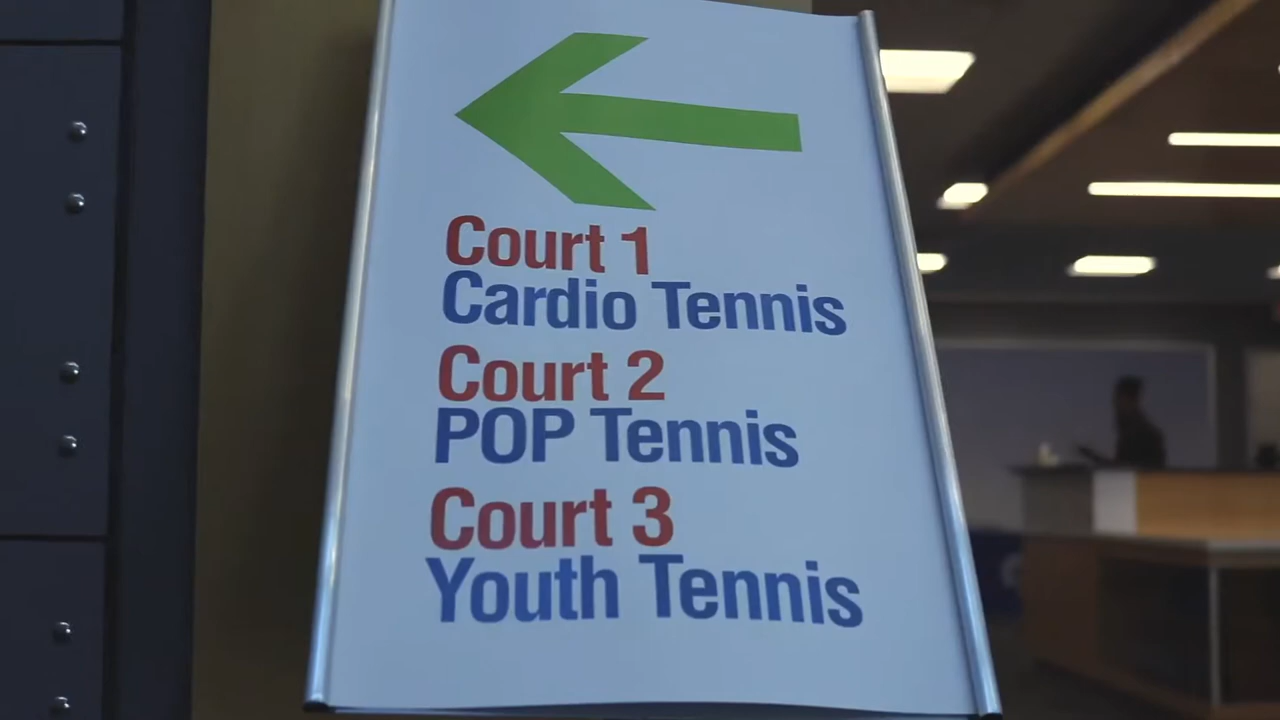 Court 1
Cardio Tennis
Court 2
POP Tennis
Court 3
Youth Tennis